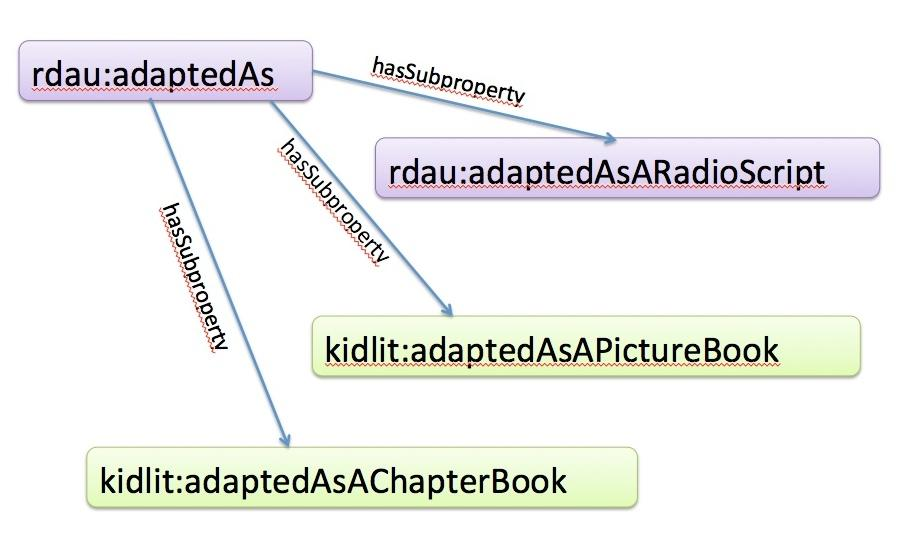 rdau:adaptedAs
hasSubproperty
rdau:adaptedAsARadioScript
hasSubproperty
hasSubproperty
kidlit:adaptedAsAPictureBook
kidlit:adaptedAsAChapterBook